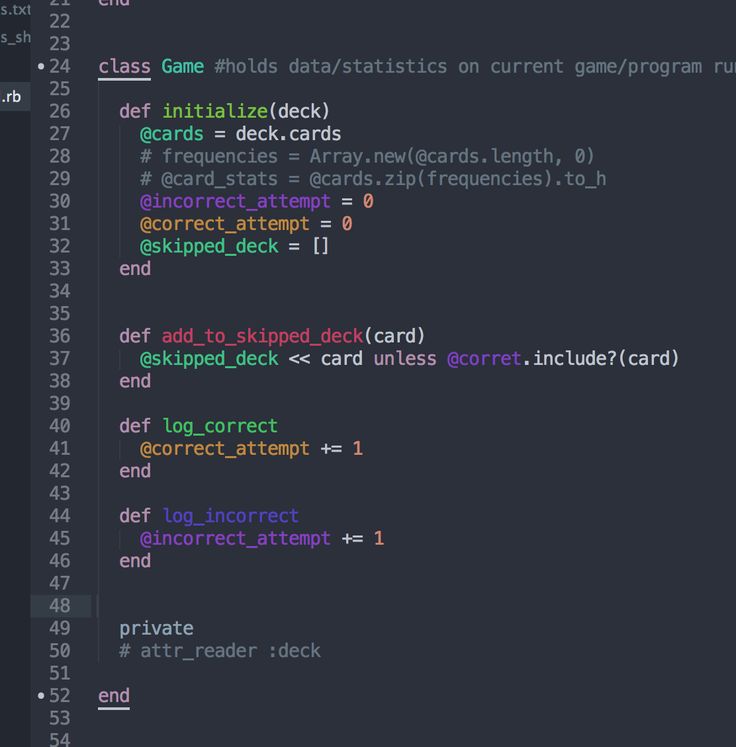 s.txt
s_sh
.rb
21 end
22
23
24 class Game #holds data/statistics on current game/program ru
25
26 def initialize(deck)
27 @cards = deck.cards
28 # frequencies = Array.new(@cards.length, 0)
29 # @card_stats = @cards.zip(frequencies).to_h
30 @incorrect_attempt = 0
31 @correct_attempt = 0
32 @skipped_deck = []
33 end
34
35
36 def add_to_skipped_deck(card)
37 @skipped_deck << card unless @corret.include?(card)
38 end
39
40 def log_correct
41 @correct_attempt += 1
42 end
43
44 def log_incorrect
45 @incorrect_attempt += 1
46 end
47
48
49 private
50 # attr_reader :deck
51
52 end
53
54